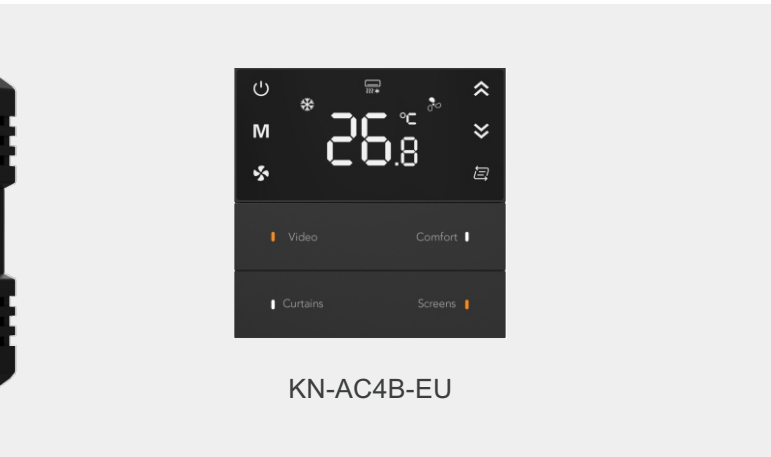 M
26.8
°C
Video
Comfort
Curtains
Screens
KN-AC4B-EU